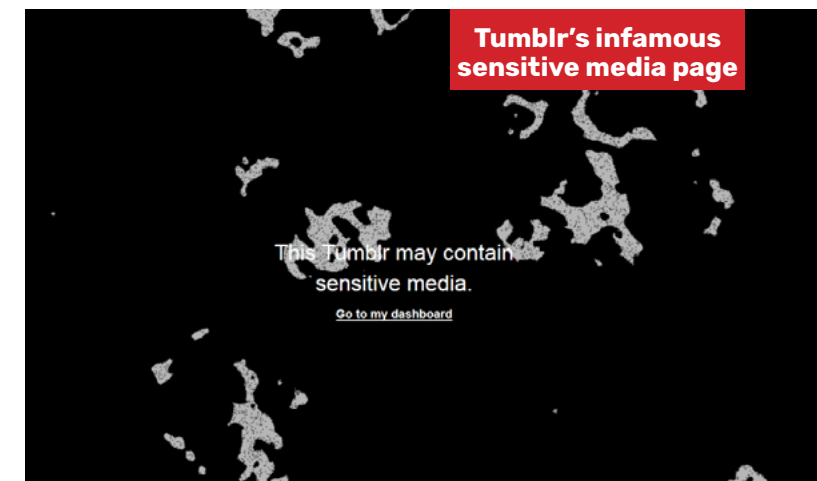 Tumblr’s infamous
sensitive media page
This Tumblr may contain
sensitive media.
Go to my dashboard